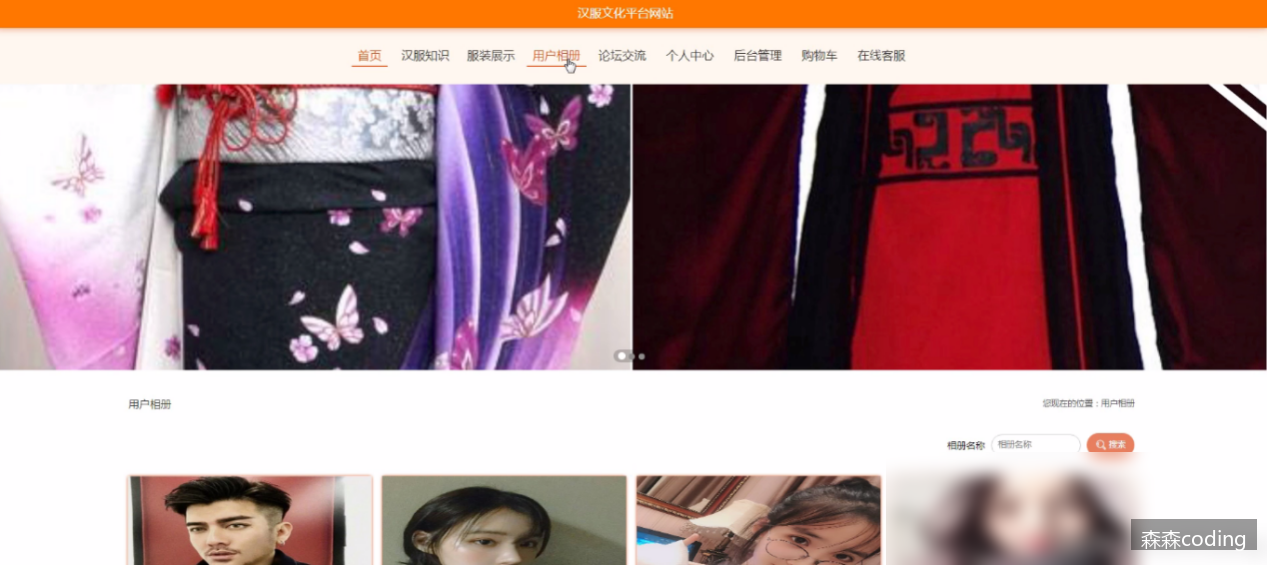 汉服文化平台网站
首页 汉服知识 服装展示 用户相册 论坛交流 个人中心 后台管理 购物车 在线客服
用户相册 您现在的位置：用户相册
相册名称 相册名称 搜索
森森coding